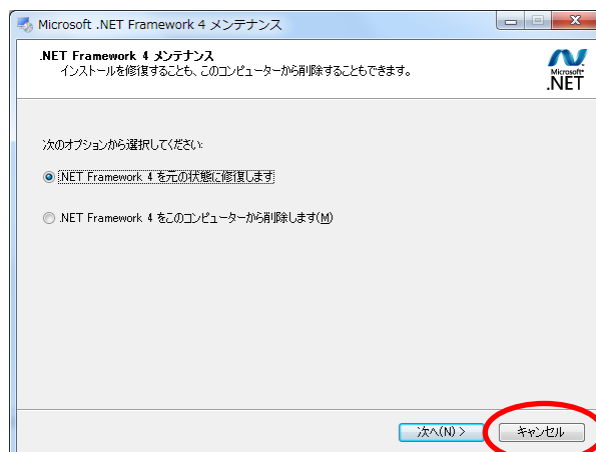 Microsoft .NET Framework 4 メンテナンス
.NET Framework 4 メンテナンス
インストールを修復することも、このコンピューターから削除することもできます。
Microsoft
.NET
次のオプションから選択してください:
.NET Framework 4 を元の状態に修復します
.NET Framework 4 をこのコンピューターから削除します(M)
次へ(N) >
キャンセル